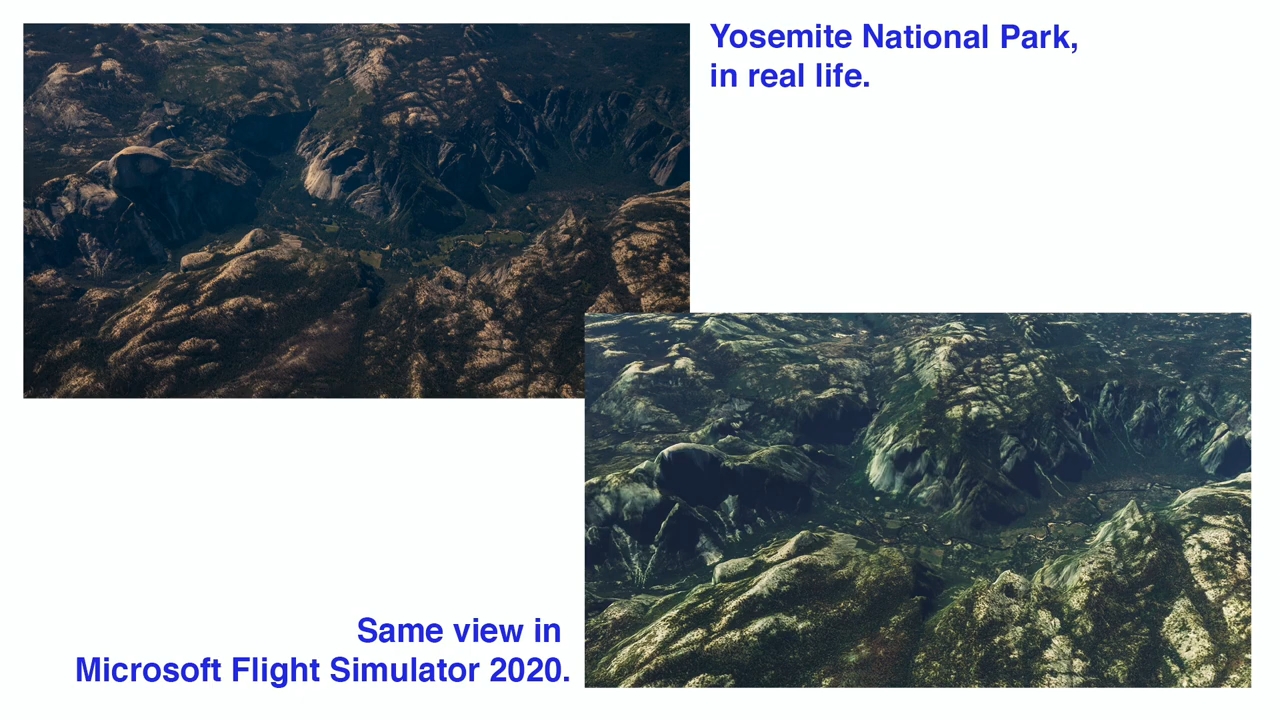 Yosemite National Park,
in real life.
Same view in
Microsoft Flight Simulator 2020.